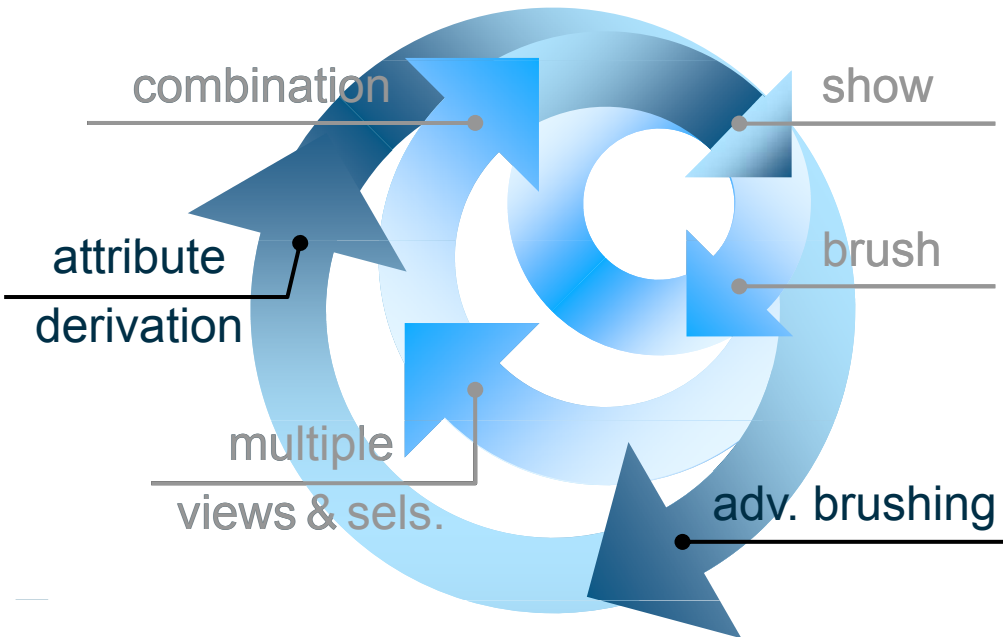 combination
show
attribute
derivation
brush
multiple
views & sels.
adv. brushing